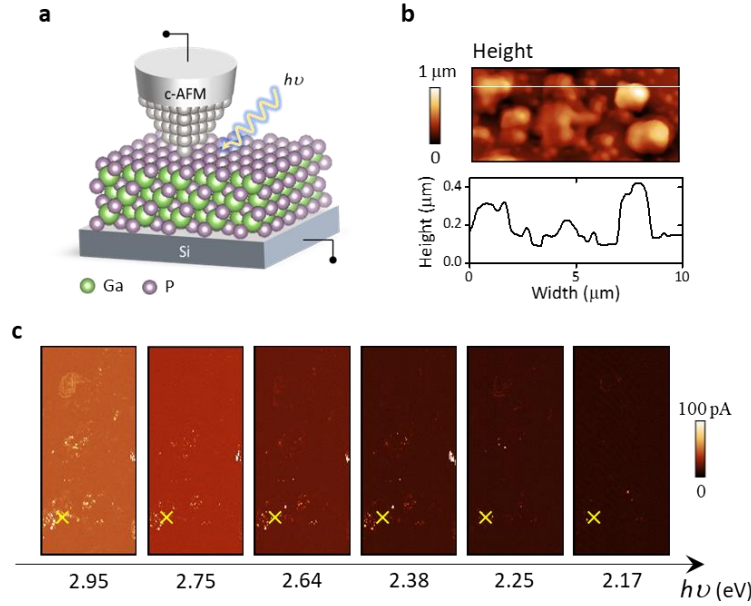 a
c-AFM
hυ
Si
Ga
P
b
Height
1 μm
0
Height (μm)
0.4
0.2
0.0
0
5
10
Width (μm)
c
100 pA
0
2.95
2.75
2.64
2.38
2.25
2.17
hυ (eV)